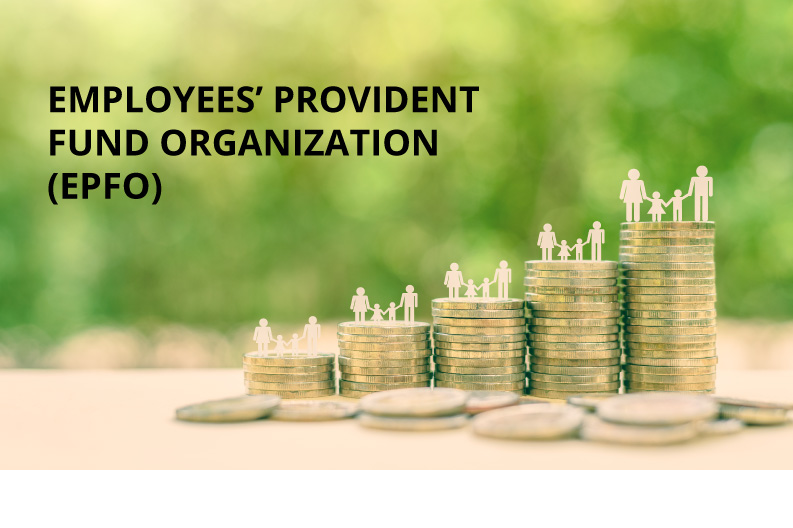 EMPLOYEES’ PROVIDENT
FUND ORGANIZATION
(EPFO)